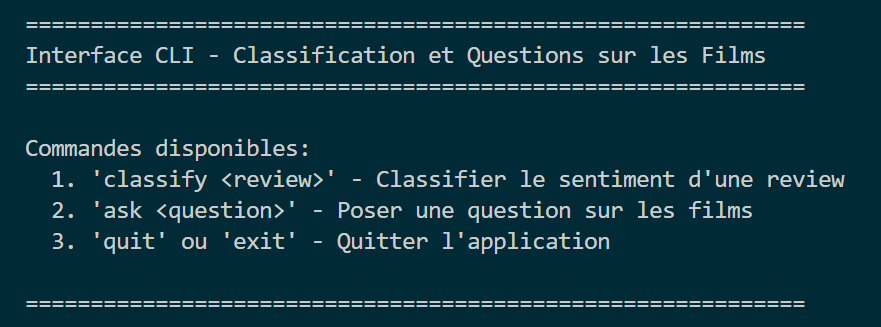 ============================================================
Interface CLI - Classification et Questions sur les Films
============================================================
Commandes disponibles:
1. 'classify <review>' - Classifier le sentiment d'une review
2. 'ask <question>' - Poser une question sur les films
3. 'quit' ou 'exit' - Quitter l'application
============================================================